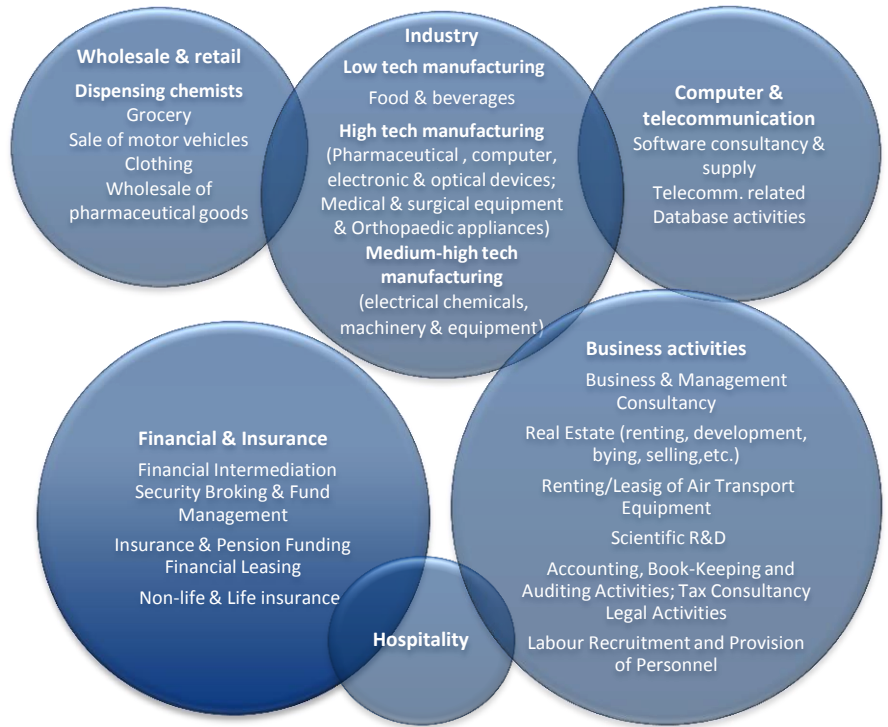 Wholesale & retail
Dispensing chemists
Grocery
Sale of motor vehicles
Clothing
Wholesale of
pharmaceutical goods
Industry
Low tech manufacturing
Food & beverages
High tech manufacturing
(Pharmaceutical , computer,
electronic & optical devices;
Medical & surgical equipment
& Orthopaedic appliances)
Medium-high tech
manufacturing
(electrical chemicals,
machinery & equipment)
Computer &
telecommunication
Software consultancy &
supply
Telecomm. related
Database activities
Financial & Insurance
Financial Intermediation
Security Broking & Fund
Management
Insurance & Pension Funding
Financial Leasing
Non-life & Life insurance
Hospitality
Business activities
Business & Management
Consultancy
Real Estate (renting, development,
bying, selling,etc.)
Renting/Leasig of Air Transport
Equipment
Scientific R&D
Accounting, Book-Keeping and
Auditing Activities; Tax Consultancy
Legal Activities
Labour Recruitment and Provision
of Personnel